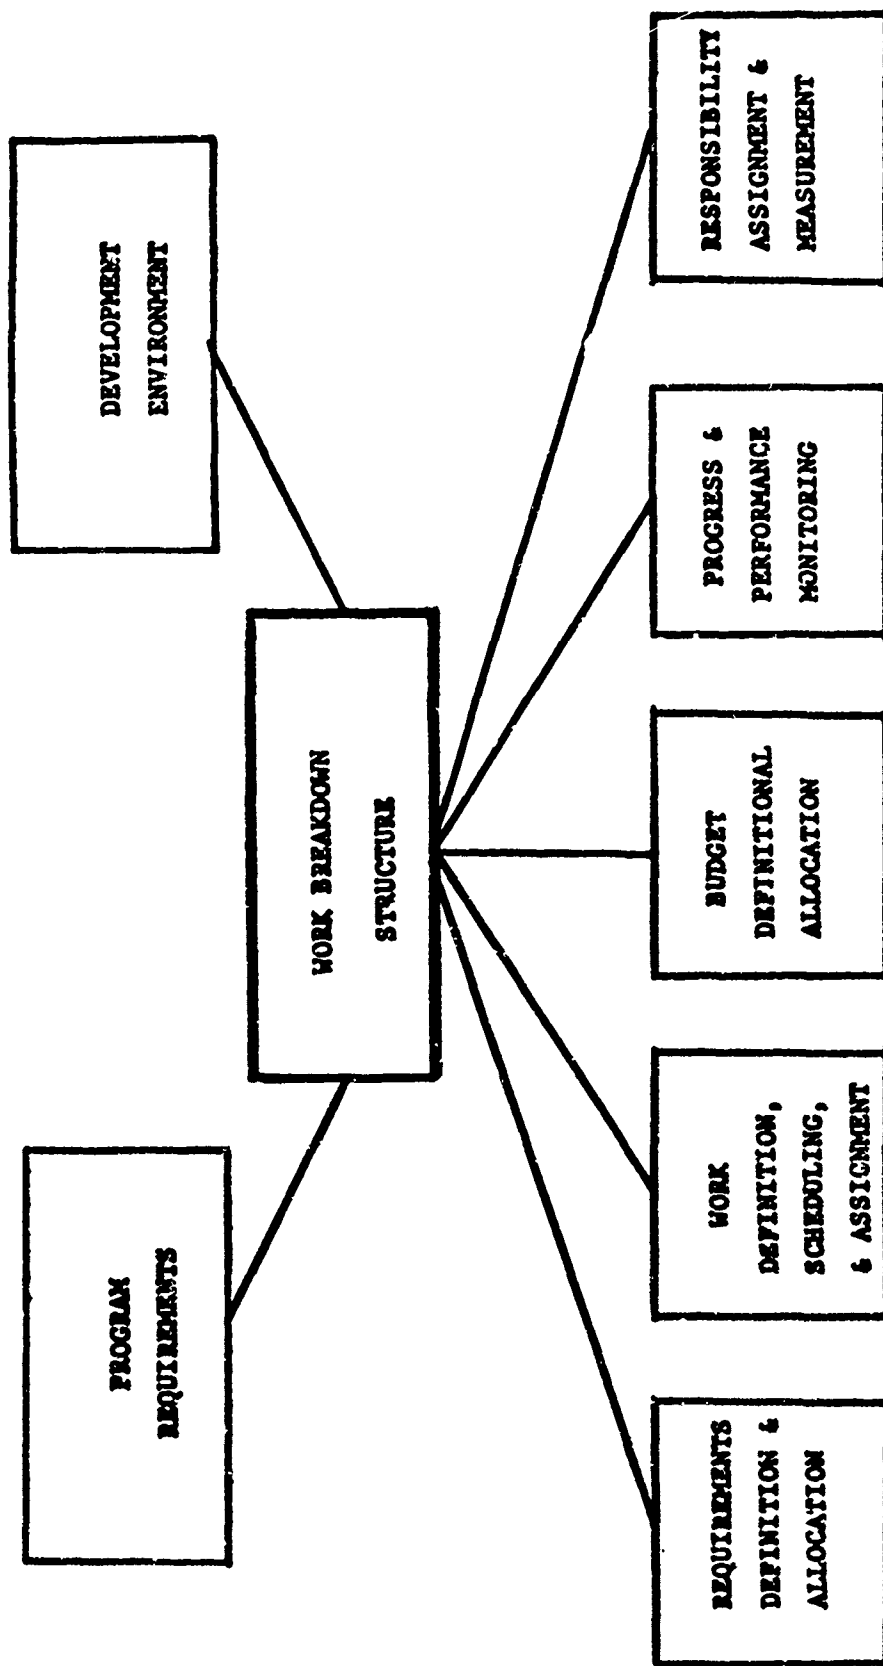 PROGRAM
REQUIREMENTS
DEVELOPMENT
ENVIRONMENT
WORK BREAKDOWN
STRUCTURE
REQUIREMENTS
DEFINITION &
ALLOCATION
WORK
DEFINITION,
SCHEDULING,
& ASSIGNMENT
BUDGET
DEFINITIONAL
ALLOCATION
PROGRESS &
PERFORMANCE
MONITORING
RESPONSIBILITY
ASSIGNMENT &
MEASUREMENT